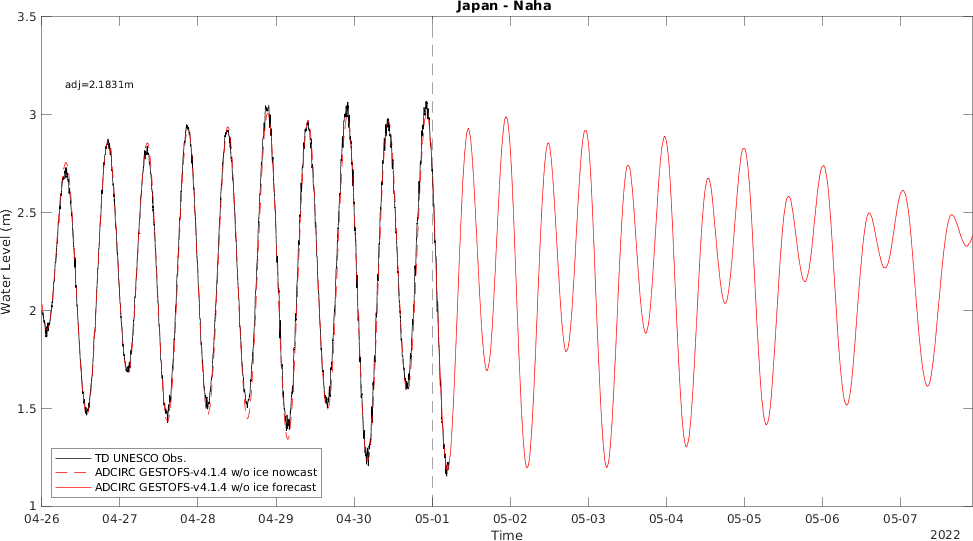 Japan - Naha
3.5
3
2.5
2
1.5
1
Water Level (m)
adj=2.1831m
TD UNESCO Obs.
ADCIRC GESTOFS-v4.1.4 w/o ice nowcast
ADCIRC GESTOFS-v4.1.4 w/o ice forecast
04-26 04-27 04-28 04-29 04-30 05-01 05-02 05-03 05-04 05-05 05-06 05-07
Time
2022